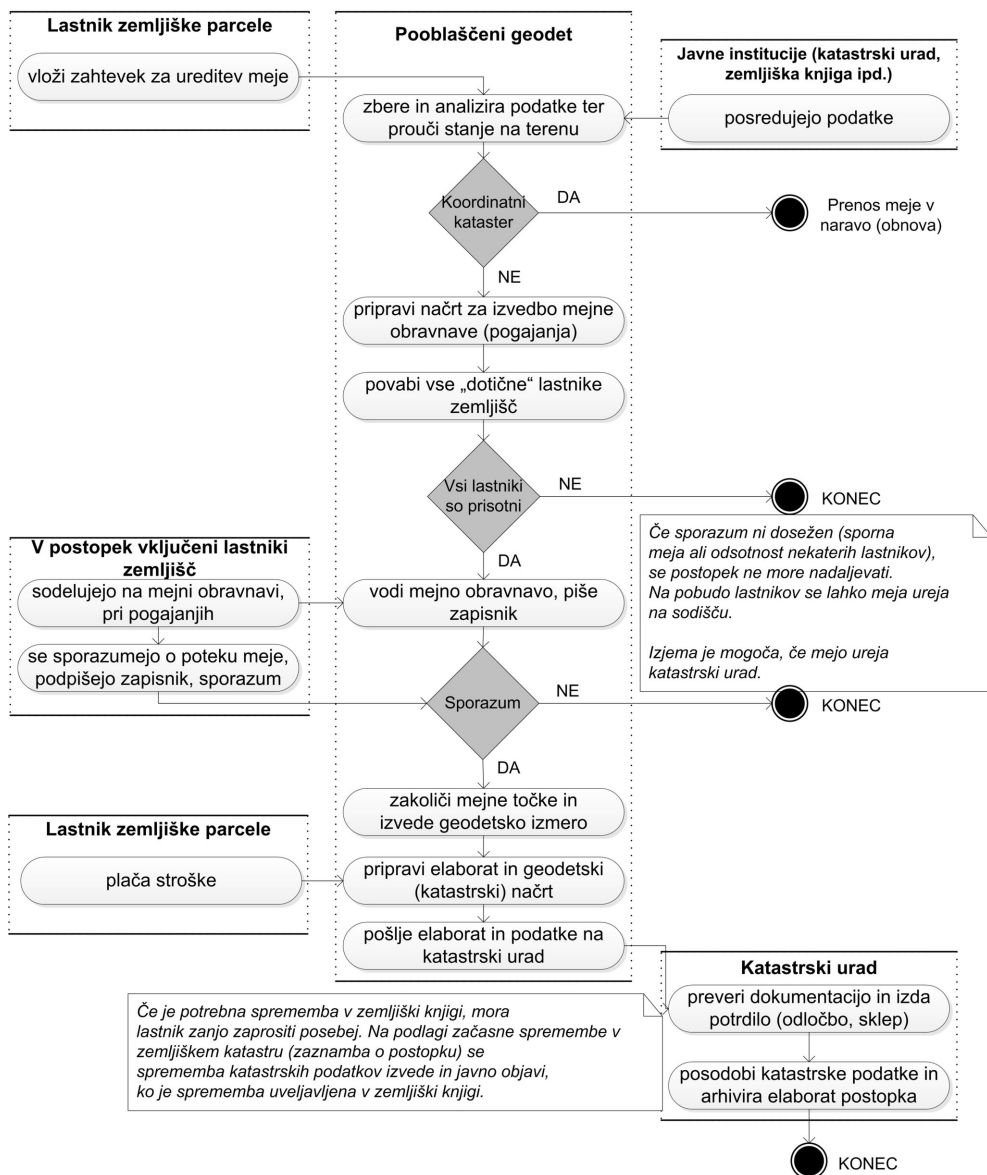 Lastnik zemljiške parcele
vloži zahtevek za ureditev meje
Pooblaščeni geodet
Javne institucije (katastrski urad,
zemljiška knjiga ipd.)
posredujejo podatke
zbere in analizira podatke ter
prouči stanje na terenu
Koordinatni
kataster
DA
Prenos meje v
naravo (obnova)
NE
pripravi načrt za izvedbo mejne
obravnave (pogajanja)
povabi vse „dotične“ lastnike
zemljišč
Vsi lastniki
so prisotni
NE
KONEC
DA
Če sporazum ni dosežen (sporna
meja ali odsotnost nekaterih lastnikov),
se postopek ne more nadaljevati.
Na pobudo lastnikov se lahko meja ureja
na sodišču.
Izjema je mogoča, če mejo ureja
katastrski urad.
V postopek vključeni lastniki
zemljišč
sodelujejo na mejni obravnavi,
pri pogajanjih
se sporazumejo o poteku meje,
podpišejo zapisnik, sporazum
vodi mejno obravnavo, piše
zapisnik
Sporazum
NE
KONEC
DA
zakoliči mejne točke in
izvede geodetsko izmero
Lastnik zemljiške parcele
plača stroške
pripravi elaborat in geodetski
(katastrski) načrt
pošlje elaborat in podatke na
katastrski urad
Katastrski urad
preveri dokumentacijo in izda
potrdilo (odločbo, sklep)
posodobi katastrske podatke in
arhivira elaborat postopka
KONEC
Če je potrebna sprememba v zemljiški knjigi, mora
lastnik zanjo zaprositi posebej. Na podlagi začasne spremembe v
zemljiškem katastru (zaznamba o postopku) se
sprememba katastrskih podatkov izvede in javno objavi,
ko je sprememba uveljavljena v zemljiški knjigi.